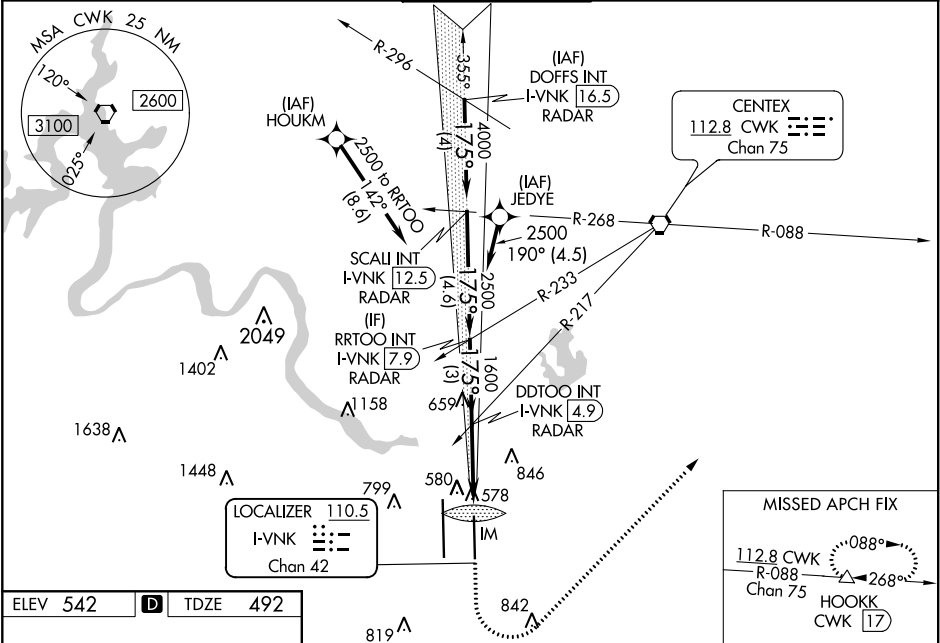 MSA CWK 25 NM
120°
2600
3100
025°
R-296
355°
(IAF)
DOFFS INT
I-VNK 16.5
RADAR
4000
175°
(4)
(IAF)
HOUKM
2500 to RRTOO
142°
(8.6)
CENTEX
112.8 CWK
Chan 75
(IAF)
JEDYE
2500
190° (4.5)
R-268
R-088
SCALI INT
I-VNK 12.5
RADAR
2500
175°
(4.6)
R-233
R-217
(IF)
RRTOO INT
I-VNK 7.9
RADAR
1600
175°
(3)
DDTOO INT
I-VNK 4.9
RADAR
2049
1402
1158
659
1638
1448
799
580
578
846
IM
LOCALIZER 110.5
I-VNK
Chan 42
842
819
MISSED APCH FIX
088°
112.8 CWK
R-088
Chan 75
268°
HOOKK
CWK 17
ELEV 542 D TDZE 492